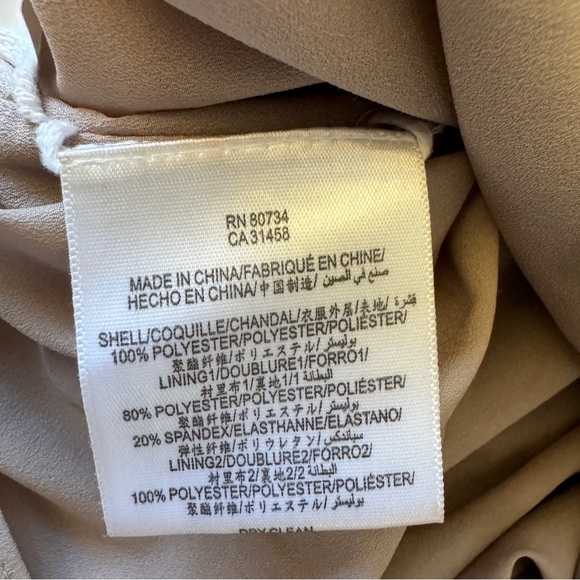 RN 80734
CA 31458
MADE IN CHINA/FABRIQUÉ EN CHINE/
HECHO EN CHINA/中国制造/صنع في الصين/
SHELL/COQUILLE/CHANDAL/衣服外层/表地/قشرة/
100% POLYESTER/POLYESTER/POLIÉSTER/
聚酯纤维/ポリエステル/بوليستر/
LINING1/DOUBLURE1/FORRO1/
衬里布1/裏地1/البطانة1/
80% POLYESTER/POLYESTER/POLIÉSTER/
聚酯纤维/ポリエステル/بوليستر/
20% SPANDEX/ELASTHANNE/ELASTANO/
弹性纤维/ポリウレタン/سباندكس/
LINING2/DOUBLURE2/FORRO2/
衬里布2/裏地2/البطانة2/
100% POLYESTER/POLYESTER/POLIÉSTER/
聚酯纤维/ポリエステル/بوليستر/
DRY CLEAN